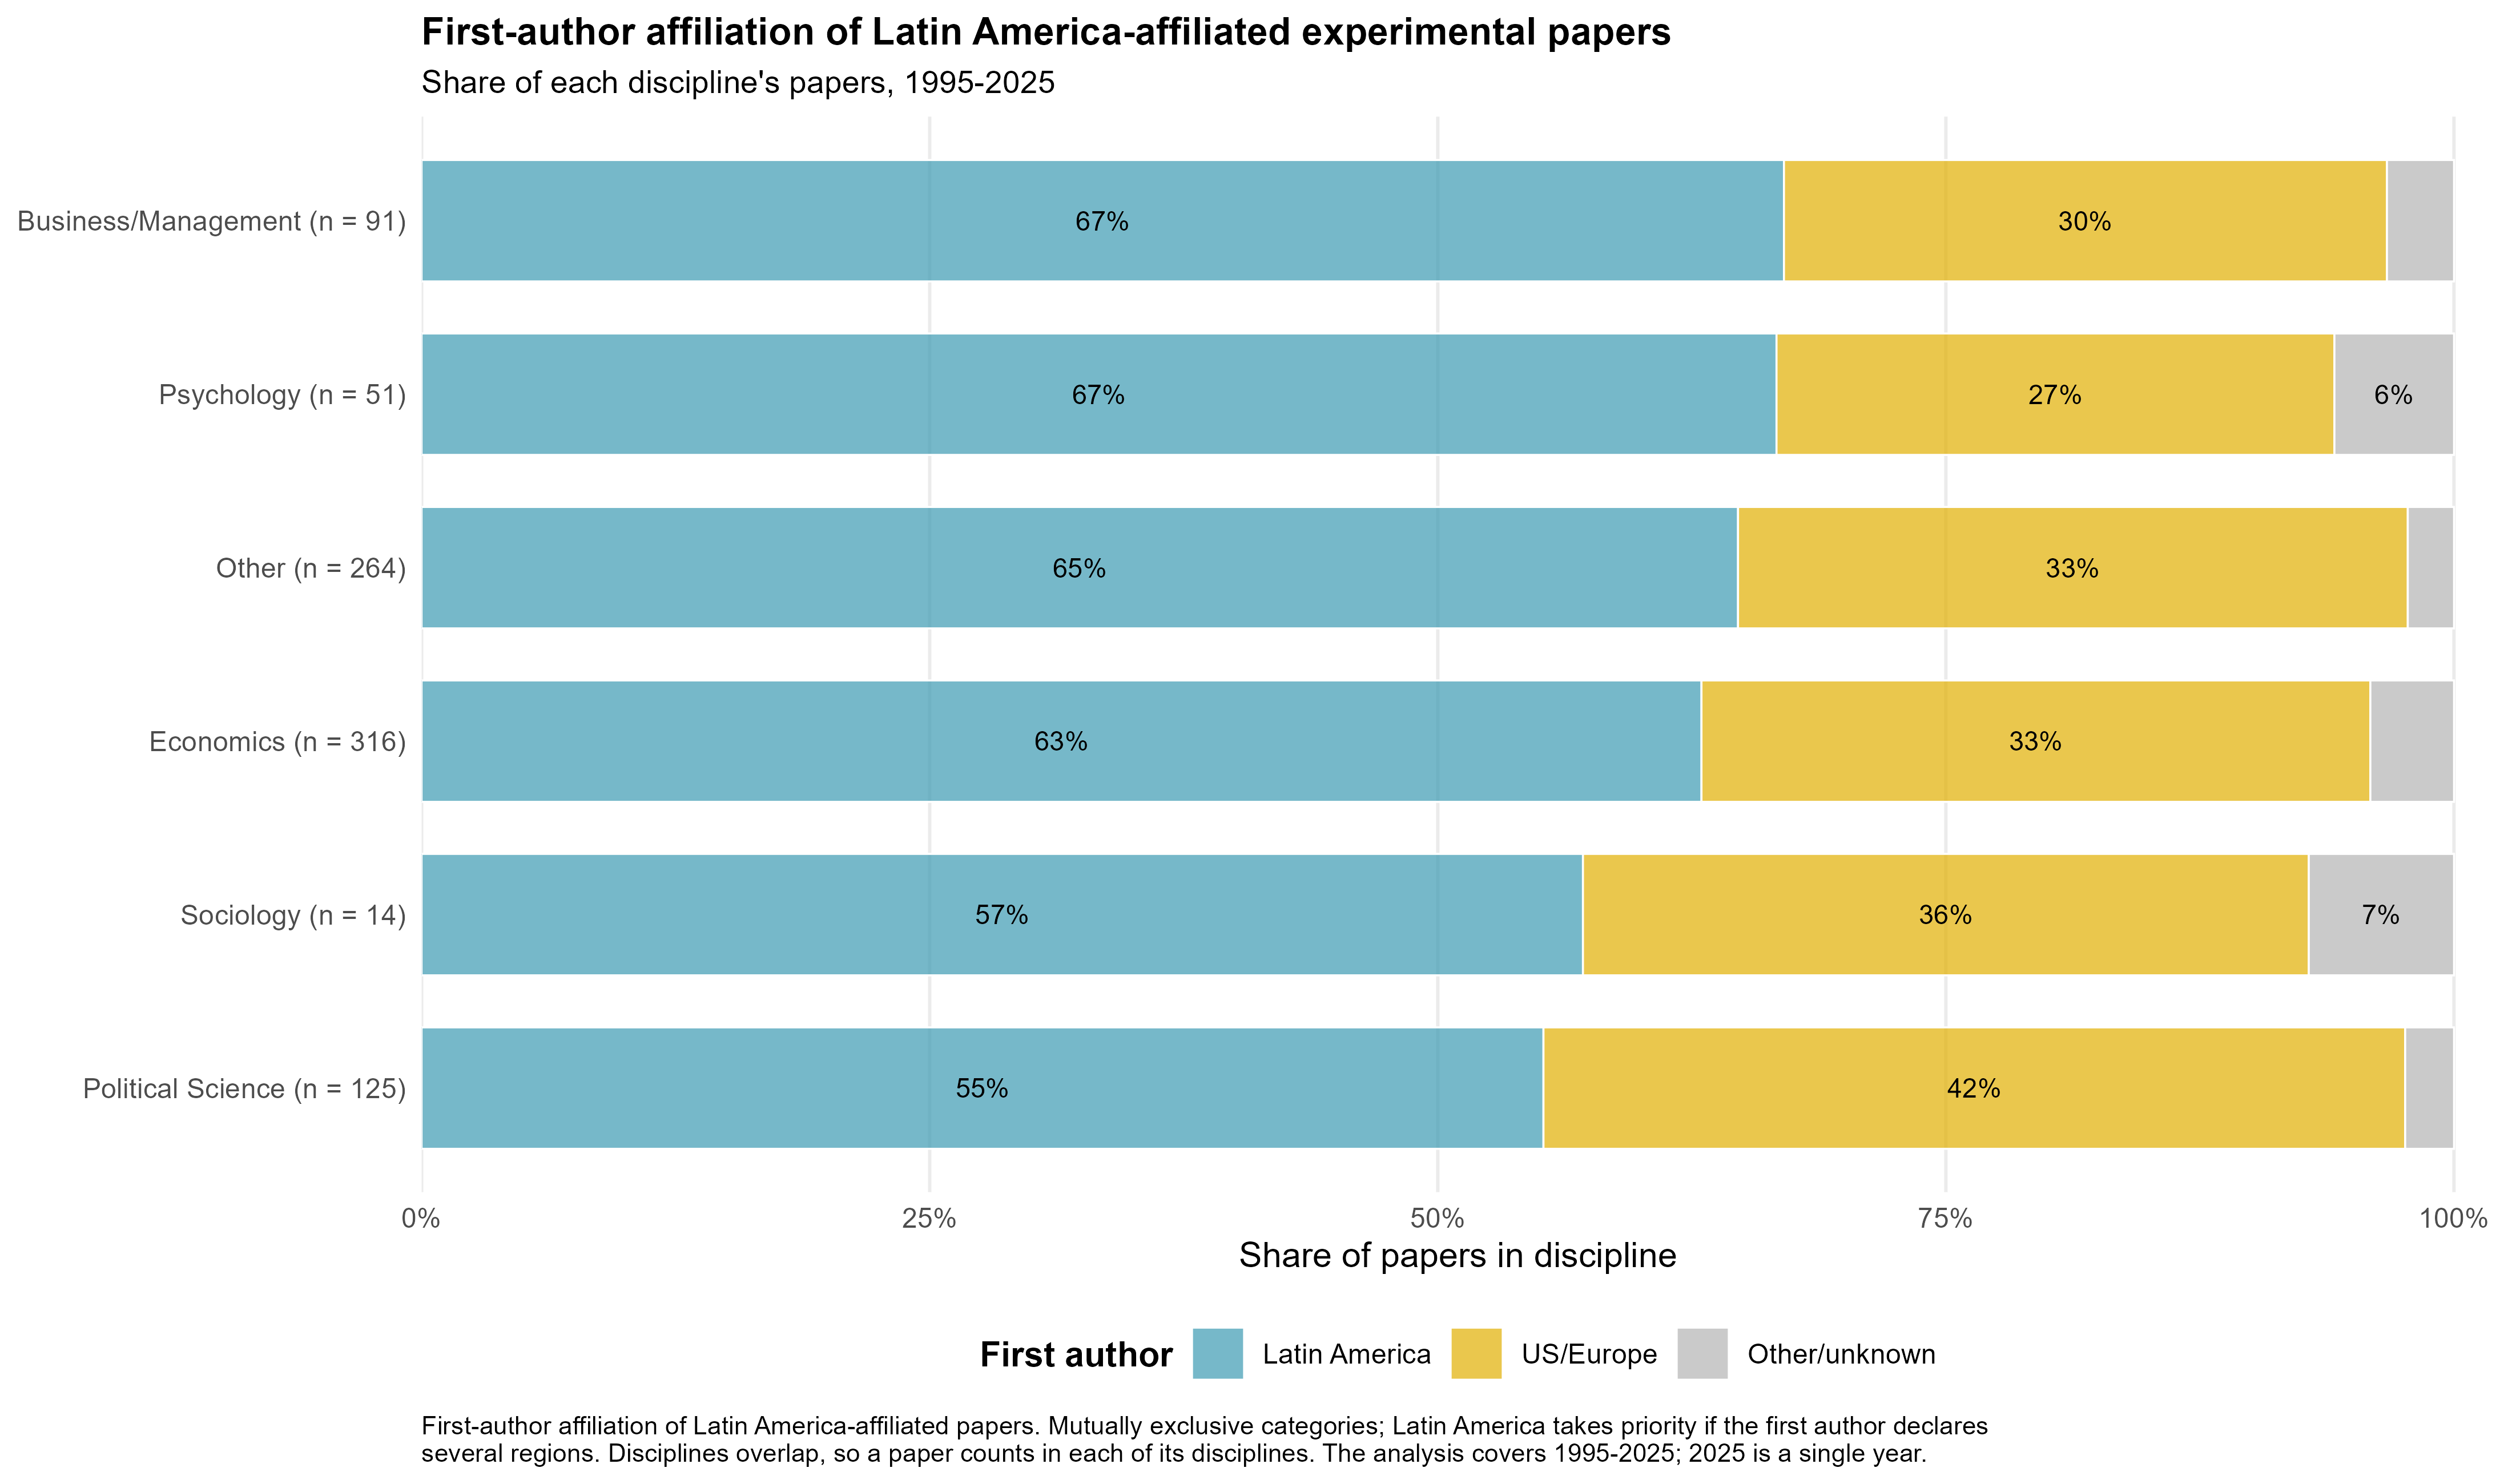 First-author affiliation of Latin America-affiliated experimental papers
Share of each discipline's papers, 1995-2025
Business/Management (n = 91)
67%
30%
Psychology (n = 51)
67%
27%
6%
Other (n = 264)
65%
33%
Economics (n = 316)
63%
33%
Sociology (n = 14)
57%
36%
7%
Political Science (n = 125)
55%
42%
0%
25%
50%
75%
100%
Share of papers in discipline
First author
Latin America
US/Europe
Other/unknown
First-author affiliation of Latin America-affiliated papers. Mutually exclusive categories; Latin America takes priority if the first author declares
several regions. Disciplines overlap, so a paper counts in each of its disciplines. The analysis covers 1995-2025; 2025 is a single year.